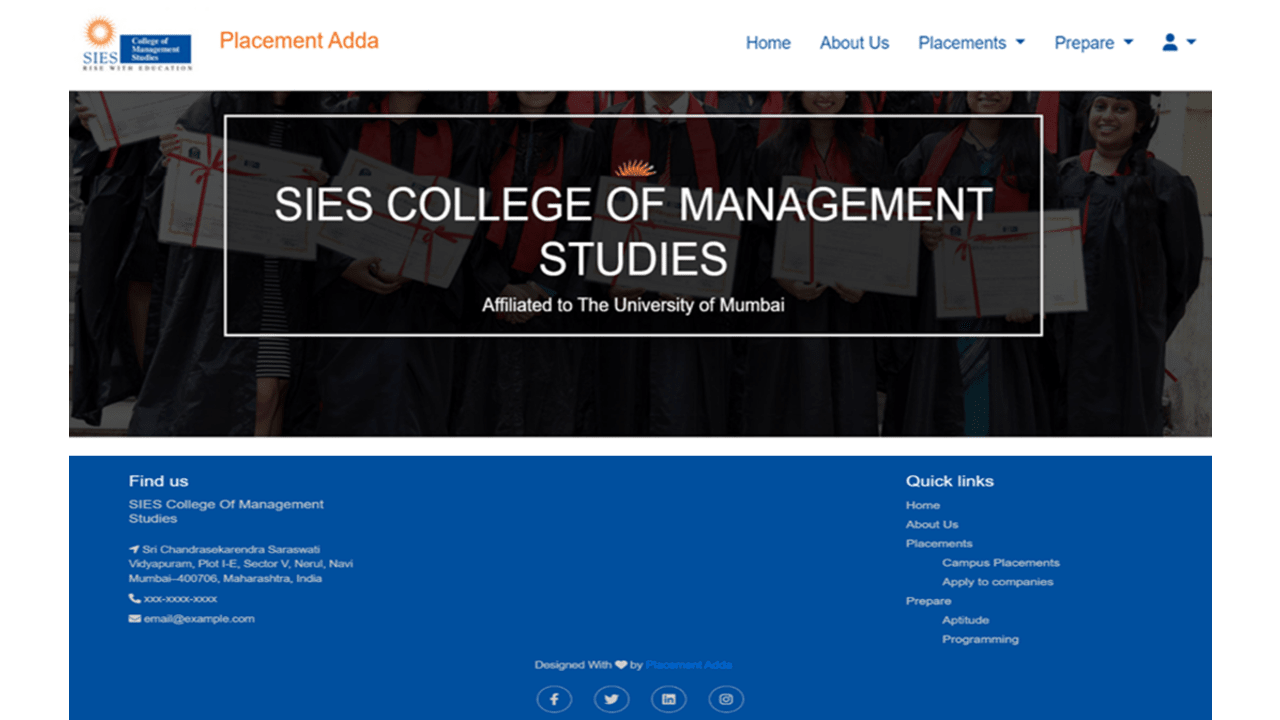 SIES
College of
Management
Studies
RISE WITH EDUCATION
Placement Adda
Home
About Us
Placements
Prepare
SIES COLLEGE OF MANAGEMENT
STUDIES
Affiliated to The University of Mumbai
Find us
SIES College Of Management
Studies
Sri Chandrasekarendra Saraswati
Vidyapuram, Plot I-E, Sector V, Nerul, Navi
Mumbai–400706, Maharashtra, India
xxx-xxxx-xxxx
email@example.com
Quick links
Home
About Us
Placements
Campus Placements
Apply to companies
Prepare
Aptitude
Programming
Designed With by Placement Adda